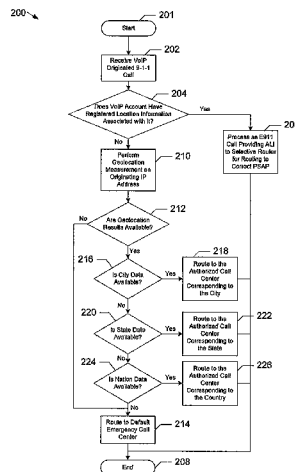 200
201
Start
202
Receive VoIP
Originated 9-1-1
Call
204
Does VoIP Account Have
Registered Location Information
Associated with It?
Yes
No
20
Process an E911
Call Providing ALI
to Selective Router
for Routing to
Correct PSAP
210
Perform
Geolocation
Measurement on
Originating IP
Address
212
No
Are Geolocation
Results Available?
Yes
216
Is City Data
Available?
Yes
218
Route to the
Authorized Call
Center
Corresponding to
the City
No
220
Is State Data
Available?
Yes
222
Route to the
Authorized Call
Center
Corresponding to
the State
No
224
Is Nation Data
Available?
Yes
226
Route to the
Authorized Call
Center
Corresponding to
the Country
No
Route to Default
Emergency Call
Center
214
End
208